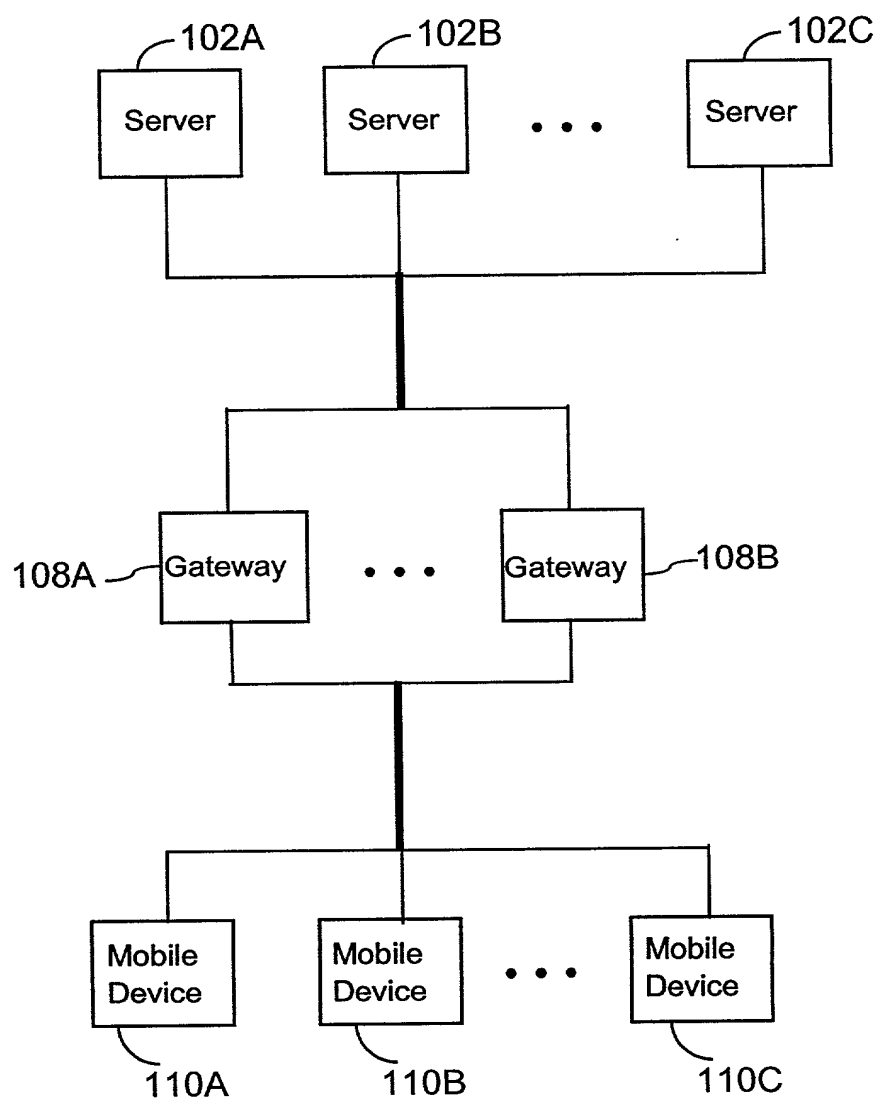 102A
102B
102C
Server
Server
Server
108A
Gateway
Gateway
108B
Mobile
Device
Mobile
Device
Mobile
Device
110A
110B
110C